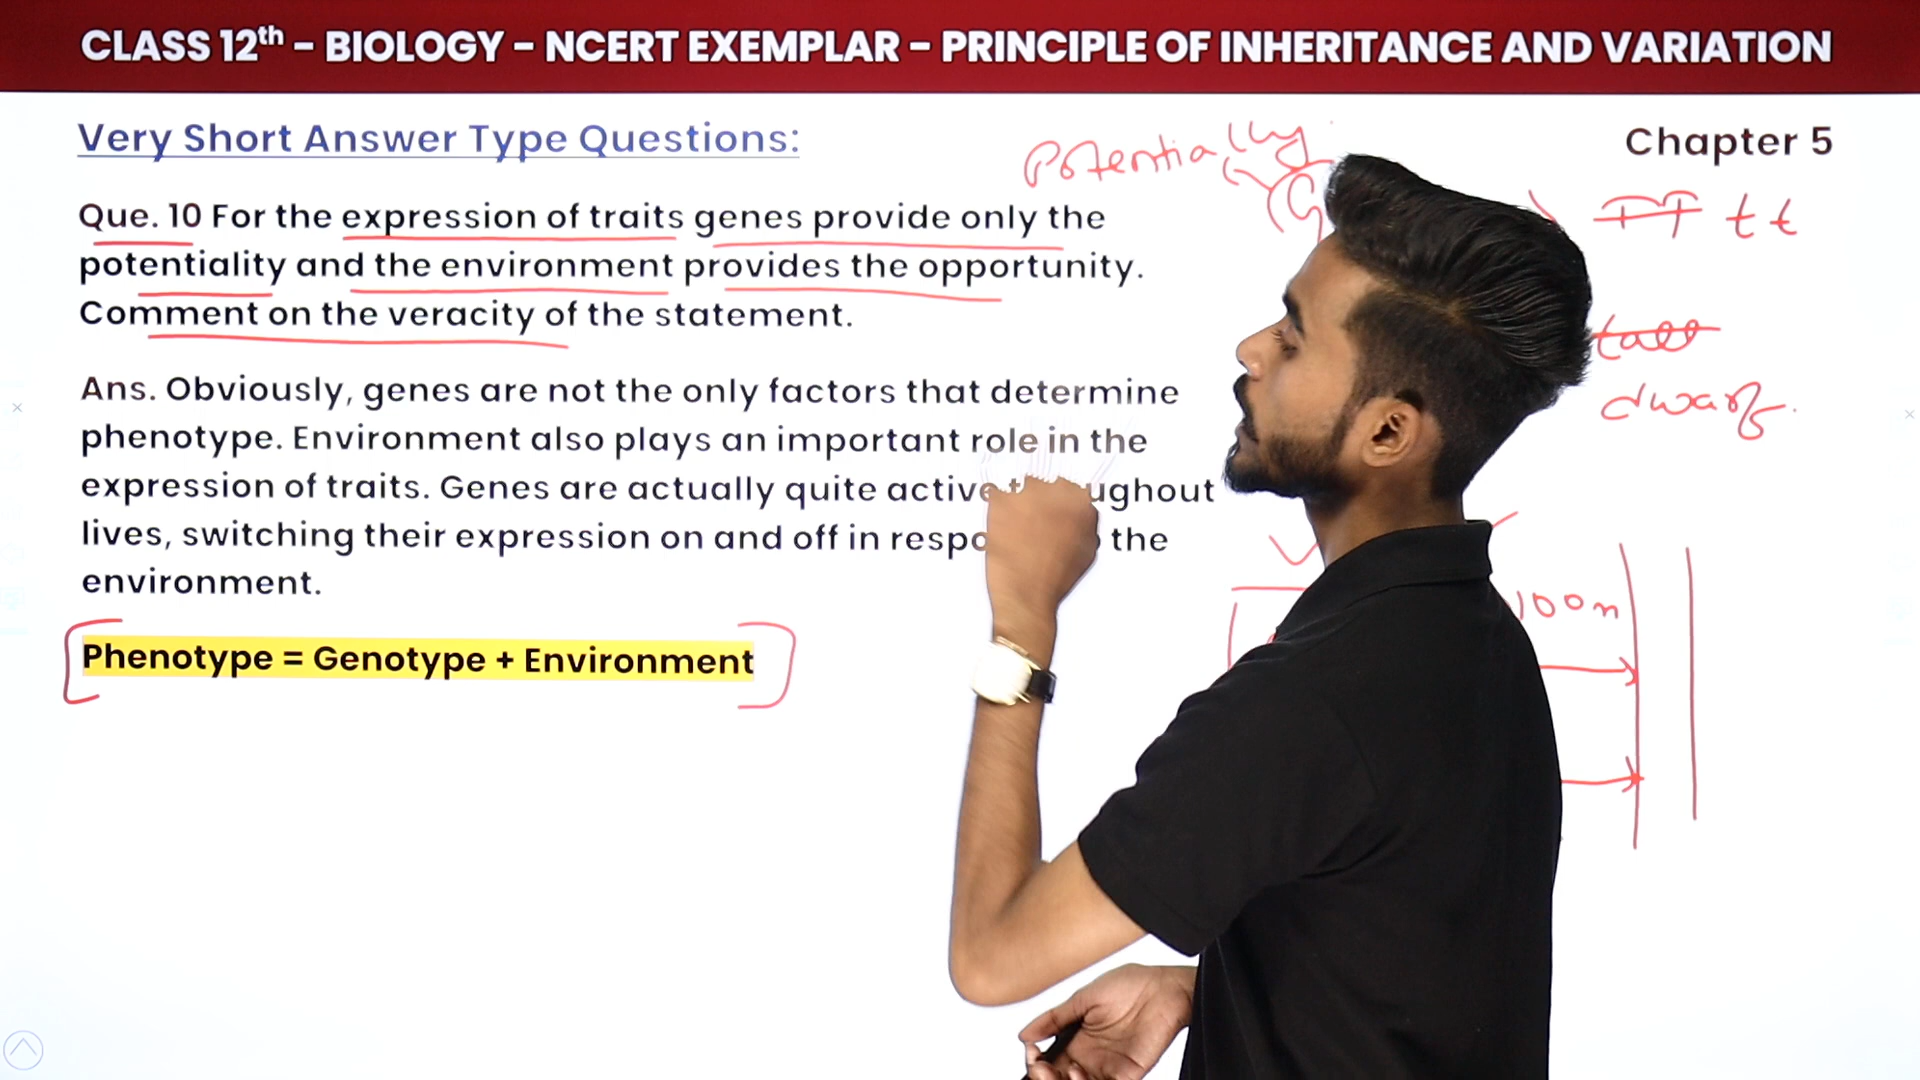 CLASS 12th – BIOLOGY – NCERT EXEMPLAR – PRINCIPLE OF INHERITANCE AND VARIATION
Very Short Answer Type Questions:
Chapter 5
Potentially
(G
TT tt
Que. 10 For the expression of traits genes provide only the
potentiality and the environment provides the opportunity.
Comment on the veracity of the statement.
tall
dwarf.
Ans. Obviously, genes are not the only factors that determine
phenotype. Environment also plays an important role in the
expression of traits. Genes are actually quite active ughout
lives, switching their expression on and off in respo the
environment.
100m
Phenotype = Genotype + Environment